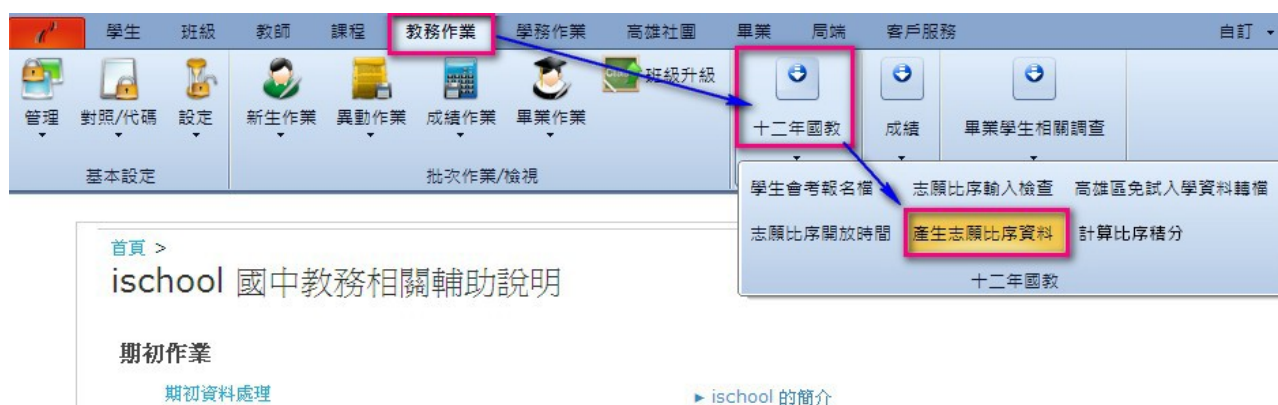 學生 班級 教師 課程 教務作業 學務作業 高雄社團 畢業 局端 客戶服務 自訂
管理 對照/代碼 設定 新生作業 異動作業 成績作業 畢業作業 班級升級 十二年國教 成績 畢業學生相關調查
基本設定 批次作業/檢視
學生會考報名檔 志願比序輸入檢查 高雄區免試入學資料轉檔
志願比序開放時間 產生志願比序資料 計算比序積分
十二年國教
首頁 >
ischool 國中教務相關輔助說明
期初作業
期初資料處理 ► ischool 的簡介